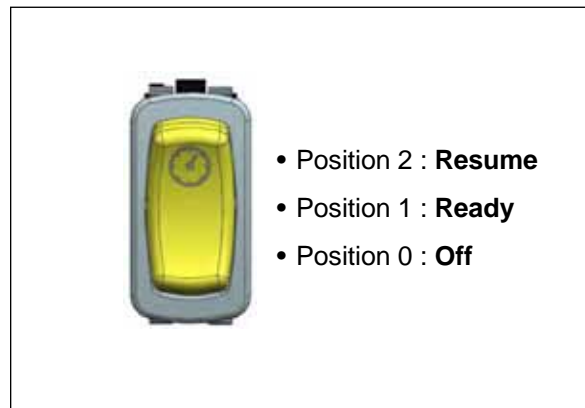 • Position 2 : Resume
• Position 1 : Ready
• Position 0 : Off